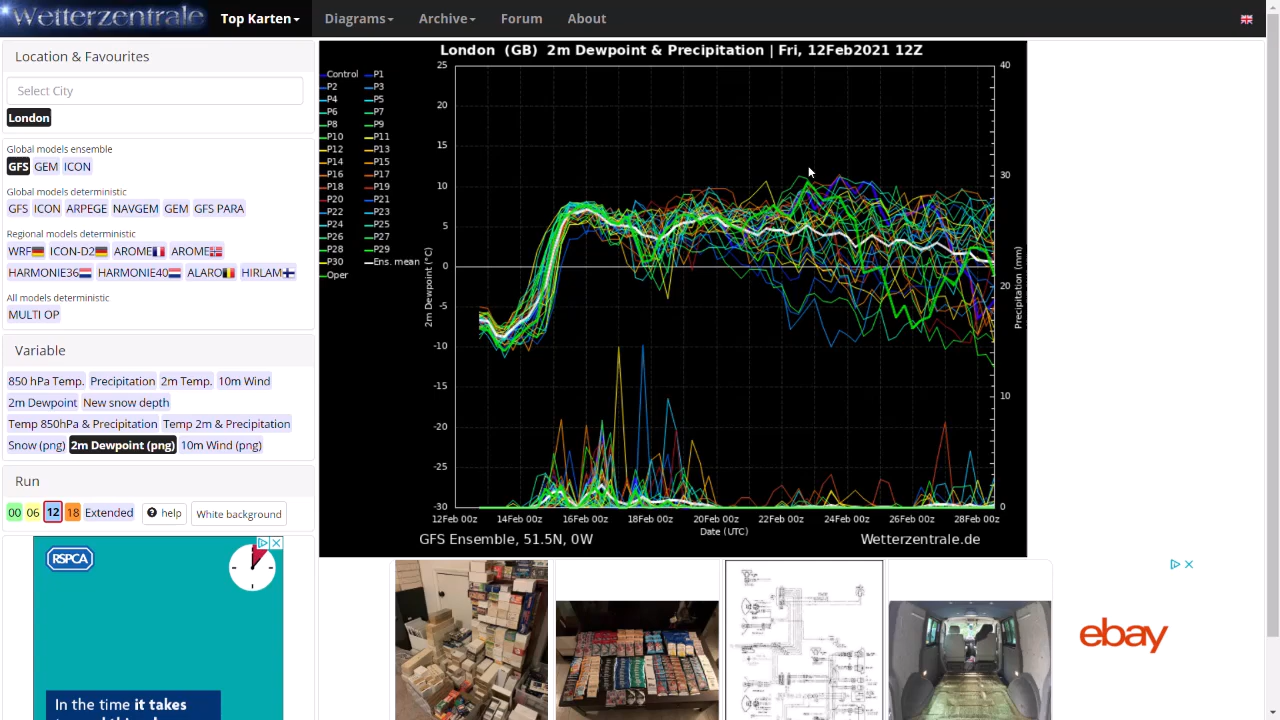 Wetterzentrale Top Karten Diagrams Archive Forum About
Location & Favourites
Select City
London
Global models ensemble
GFS GEM ICON
Global models deterministic
GFS ICON ARPEGE NAVGEM GEM GFS PARA
Regional models deterministic
WRF ICOND2 AROME AROME
HARMONIE36 HARMONIE40 ALARO HIRLAM
All models deterministic
MULTI OP
Variable
850 hPa Temp. Precipitation 2m Temp. 10m Wind
2m Dewpoint New snow depth
Temp 850hPa & Precipitation Temp 2m & Precipitation
Snow (png) 2m Dewpoint (png) 10m Wind (png)
Run
00 06 12 18 Extended help White background
RSPCA
London (GB) 2m Dewpoint & Precipitation | Fri, 12Feb2021 12Z
Control P1
P2 P3
P4 P5
P6 P7
P8 P9
P10 P11
P12 P13
P14 P15
P16 P17
P18 P19
P20 P21
P22 P23
P24 P25
P26 P27
P28 P29
P30 Ens. mean
Oper
2m Dewpoint (°C)
25
20
15
10
5
0
-5
-10
-15
-20
-25
-30
40
30
20
10
0
Precipitation (mm)
12Feb 00z 14Feb 00z 16Feb 00z 18Feb 00z 20Feb 00z 22Feb 00z 24Feb 00z 26Feb 00z 28Feb 00z
Date (UTC)
GFS Ensemble, 51.5N, 0W Wetterzentrale.de
ebay